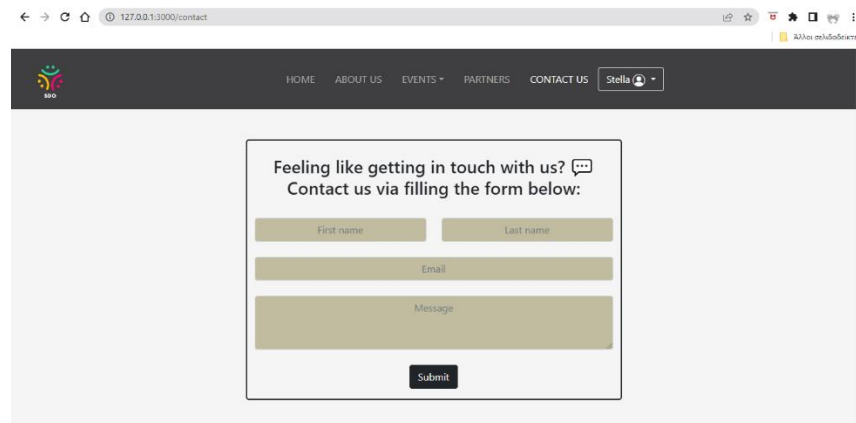 127.0.0.1:3000/contact
Άλλοι σελιδοδείκτε
SDO
HOME ABOUT US EVENTS PARTNERS CONTACT US Stella
Feeling like getting in touch with us?
Contact us via filling the form below:
First name Last name
Email
Message
Submit